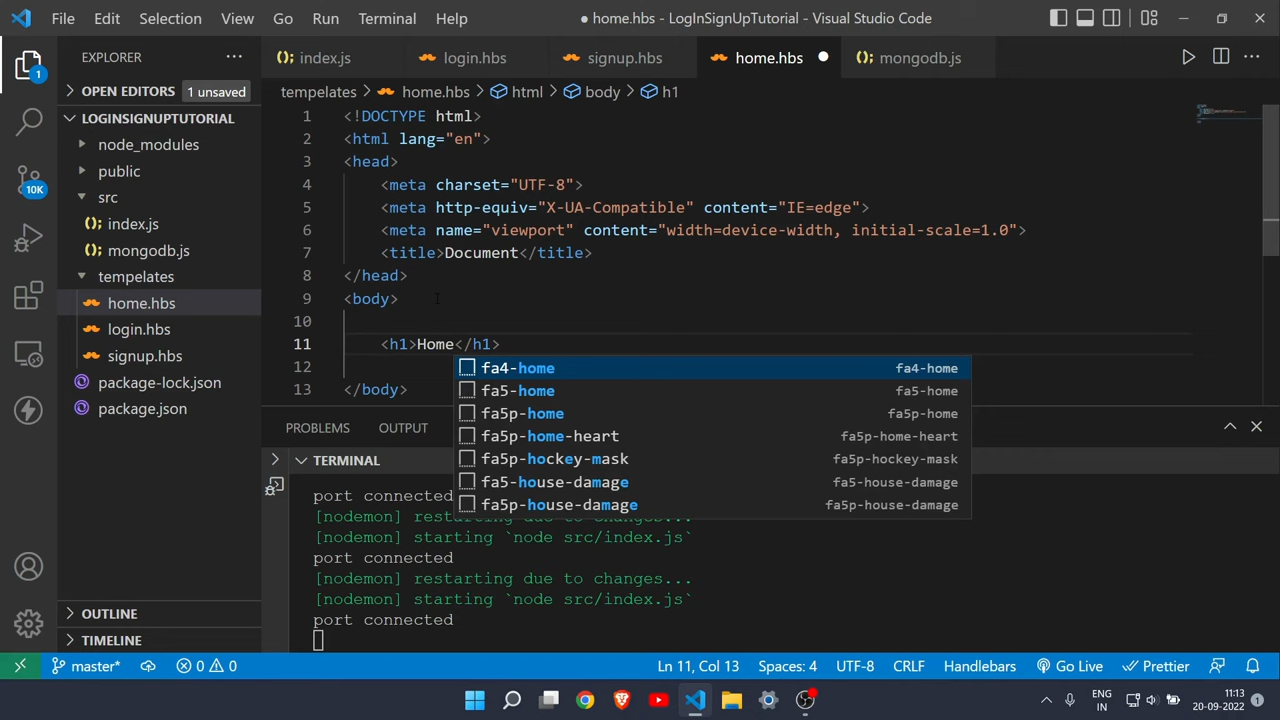 File Edit Selection View Go Run Terminal Help
● home.hbs - LogInSignUpTutorial - Visual Studio Code
EXPLORER
index.js
login.hbs
signup.hbs
home.hbs
mongodb.js
1
OPEN EDITORS 1 unsaved
tempelates > home.hbs > html > body > h1
LOGINSIGNUPTUTORIAL
node_modules
public
src
index.js
mongodb.js
tempelates
home.hbs
login.hbs
signup.hbs
package-lock.json
package.json
10K
1 <!DOCTYPE html>
2 <html lang="en">
3 <head>
4 <meta charset="UTF-8">
5 <meta http-equiv="X-UA-Compatible" content="IE=edge">
6 <meta name="viewport" content="width=device-width, initial-scale=1.0">
7 <title>Document</title>
8 </head>
9 <body>
10
11 <h1>Home</h1>
12
13 </body>
fa4-home fa4-home
fa5-home fa5-home
fa5p-home fa5p-home
fa5p-home-heart fa5p-home-heart
fa5p-hockey-mask fa5p-hockey-mask
fa5-house-damage fa5-house-damage
fa5p-house-damage fa5p-house-damage
PROBLEMS OUTPUT
TERMINAL
port connected
[nodemon] restarting due to changes...
[nodemon] starting `node src/index.js`
port connected
[nodemon] restarting due to changes...
[nodemon] starting `node src/index.js`
port connected
OUTLINE
TIMELINE
master* 0 0 Ln 11, Col 13 Spaces: 4 UTF-8 CRLF Handlebars Go Live Prettier
ENG
IN
11:13
20-09-2022
1